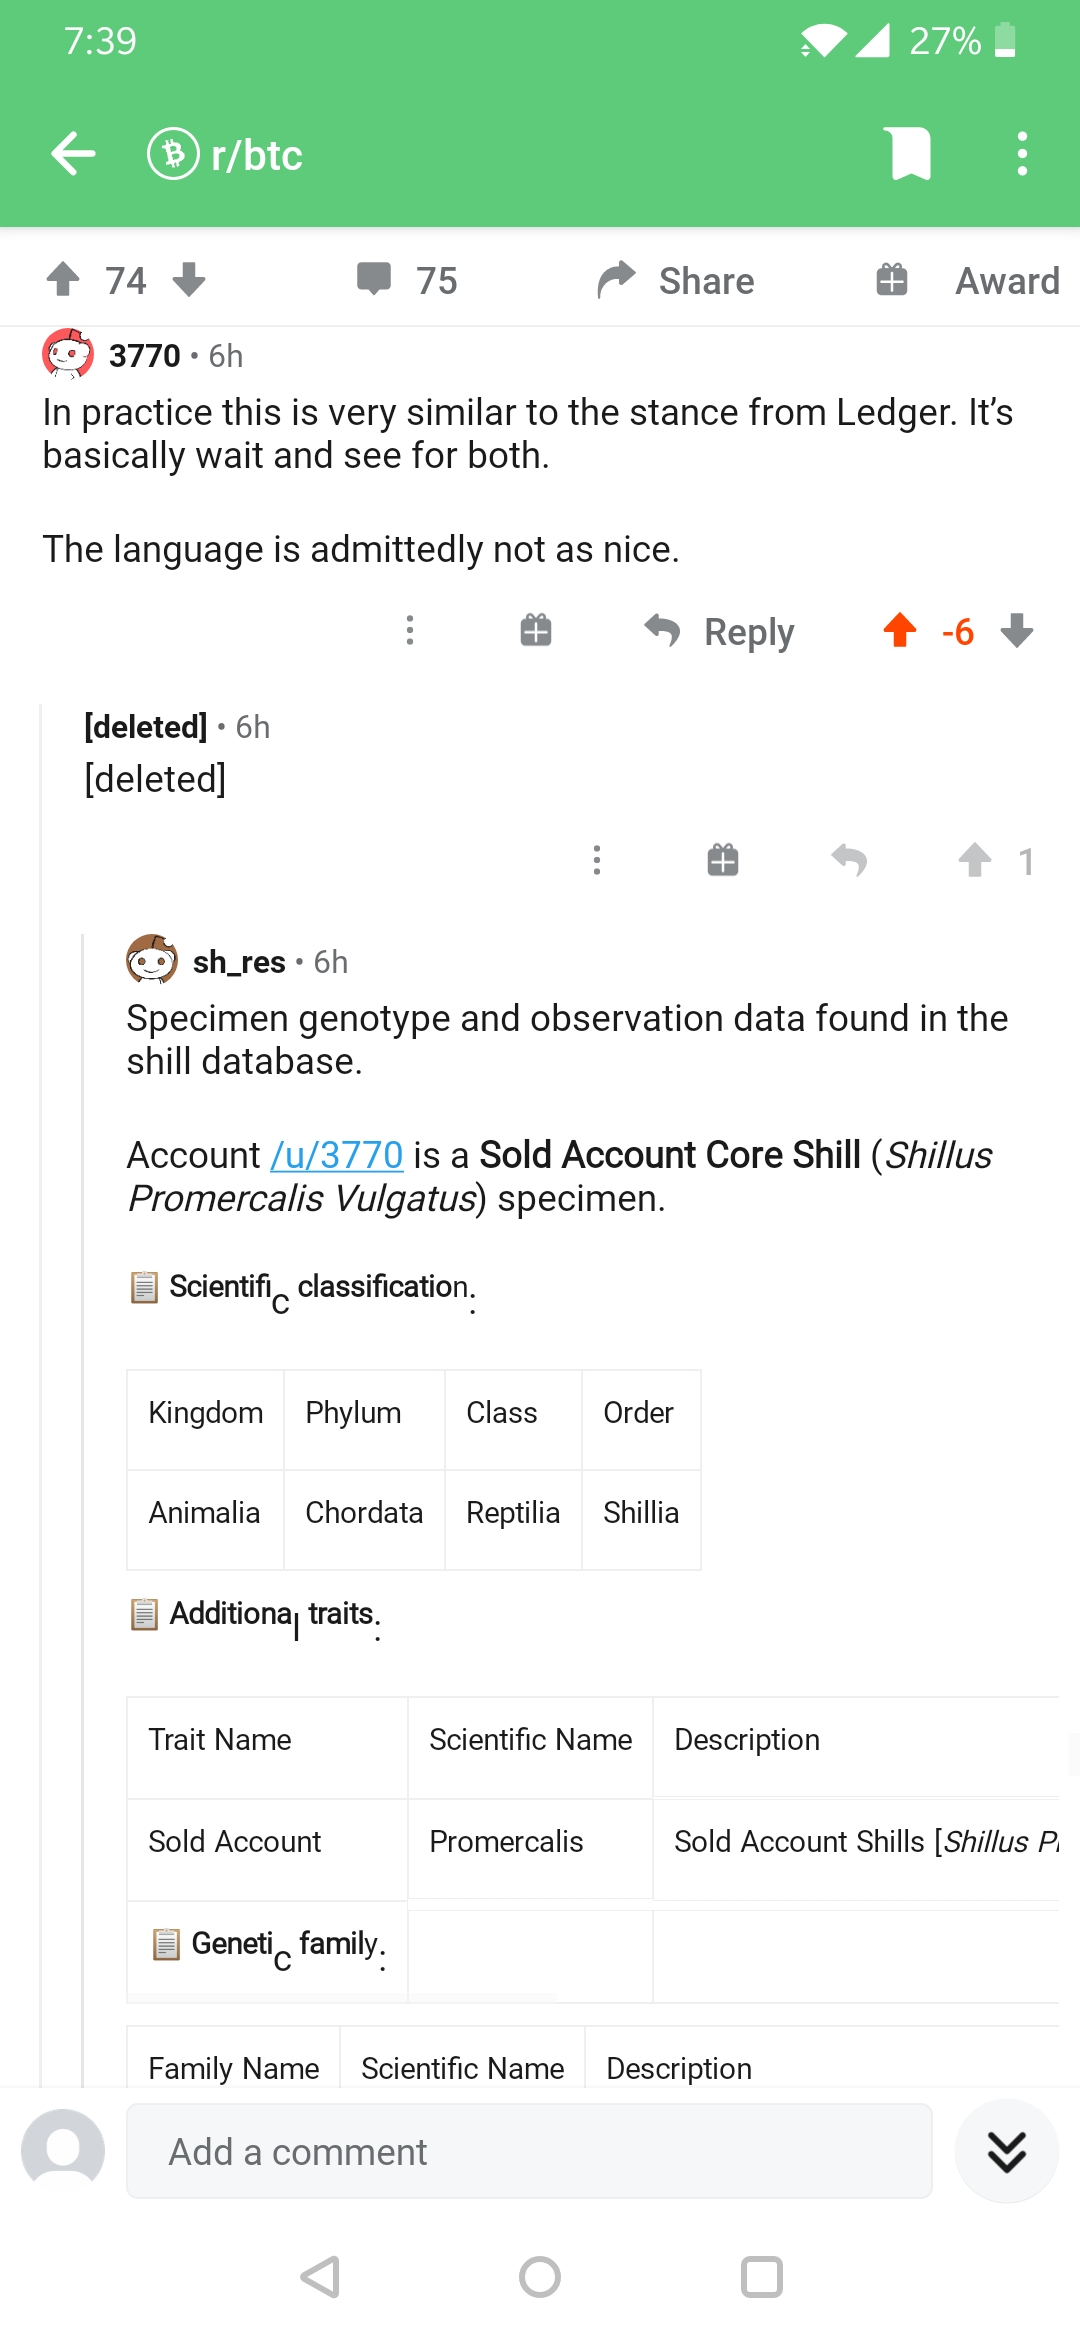 7:39
27%
r/btc
74
75
Share
Award
3770 • 6h
In practice this is very similar to the stance from Ledger. It’s
basically wait and see for both.
The language is admittedly not as nice.
Reply
-6
[deleted] • 6h
[deleted]
1
sh_res • 6h
Specimen genotype and observation data found in the
shill database.
Account /u/3770 is a Sold Account Core Shill (Shillus
Promercalis Vulgatus) specimen.
📋 Scientific classification:
Kingdom Phylum Class Order
Animalia Chordata Reptilia Shillia
📋 Additional traits:
Trait Name Scientific Name Description
Sold Account Promercalis Sold Account Shills [Shillus
📋 Genetic family:
Family Name Scientific Name Description
Add a comment